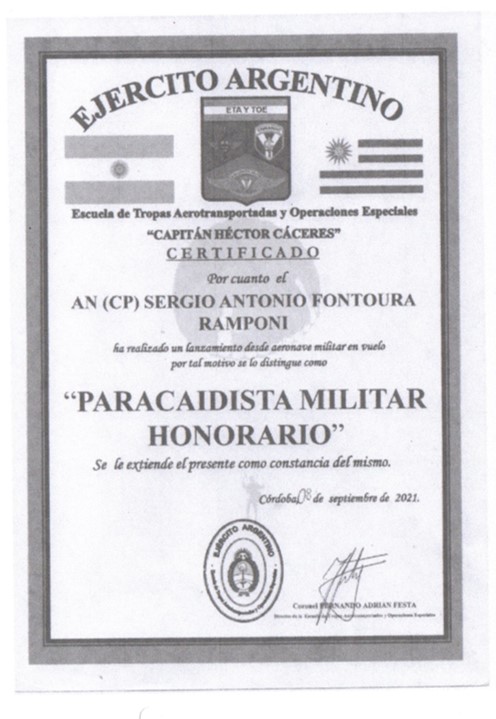 EJERCITO ARGENTINO
ETA Y TOE
Escuela de Tropas Aerotransportadas y Operaciones Especiales
“CAPITÁN HÉCTOR CÁCERES”
CERTIFICADO
Por cuanto el
AN (CP) SERGIO ANTONIO FONTOURA
RAMPONI
ha realizado un lanzamiento desde aeronave militar en vuelo
por tal motivo se lo distingue como
“PARACAIDISTA MILITAR
HONORARIO”
Se le extiende el presente como constancia del mismo.
Córdoba, 08 de septiembre de 2021.
EJÉRCITO ARGENTINO
Coronel FERNANDO ADRIAN FESTA
Director de la Escuela de Tropas Aerotransportadas y Operaciones Especiales